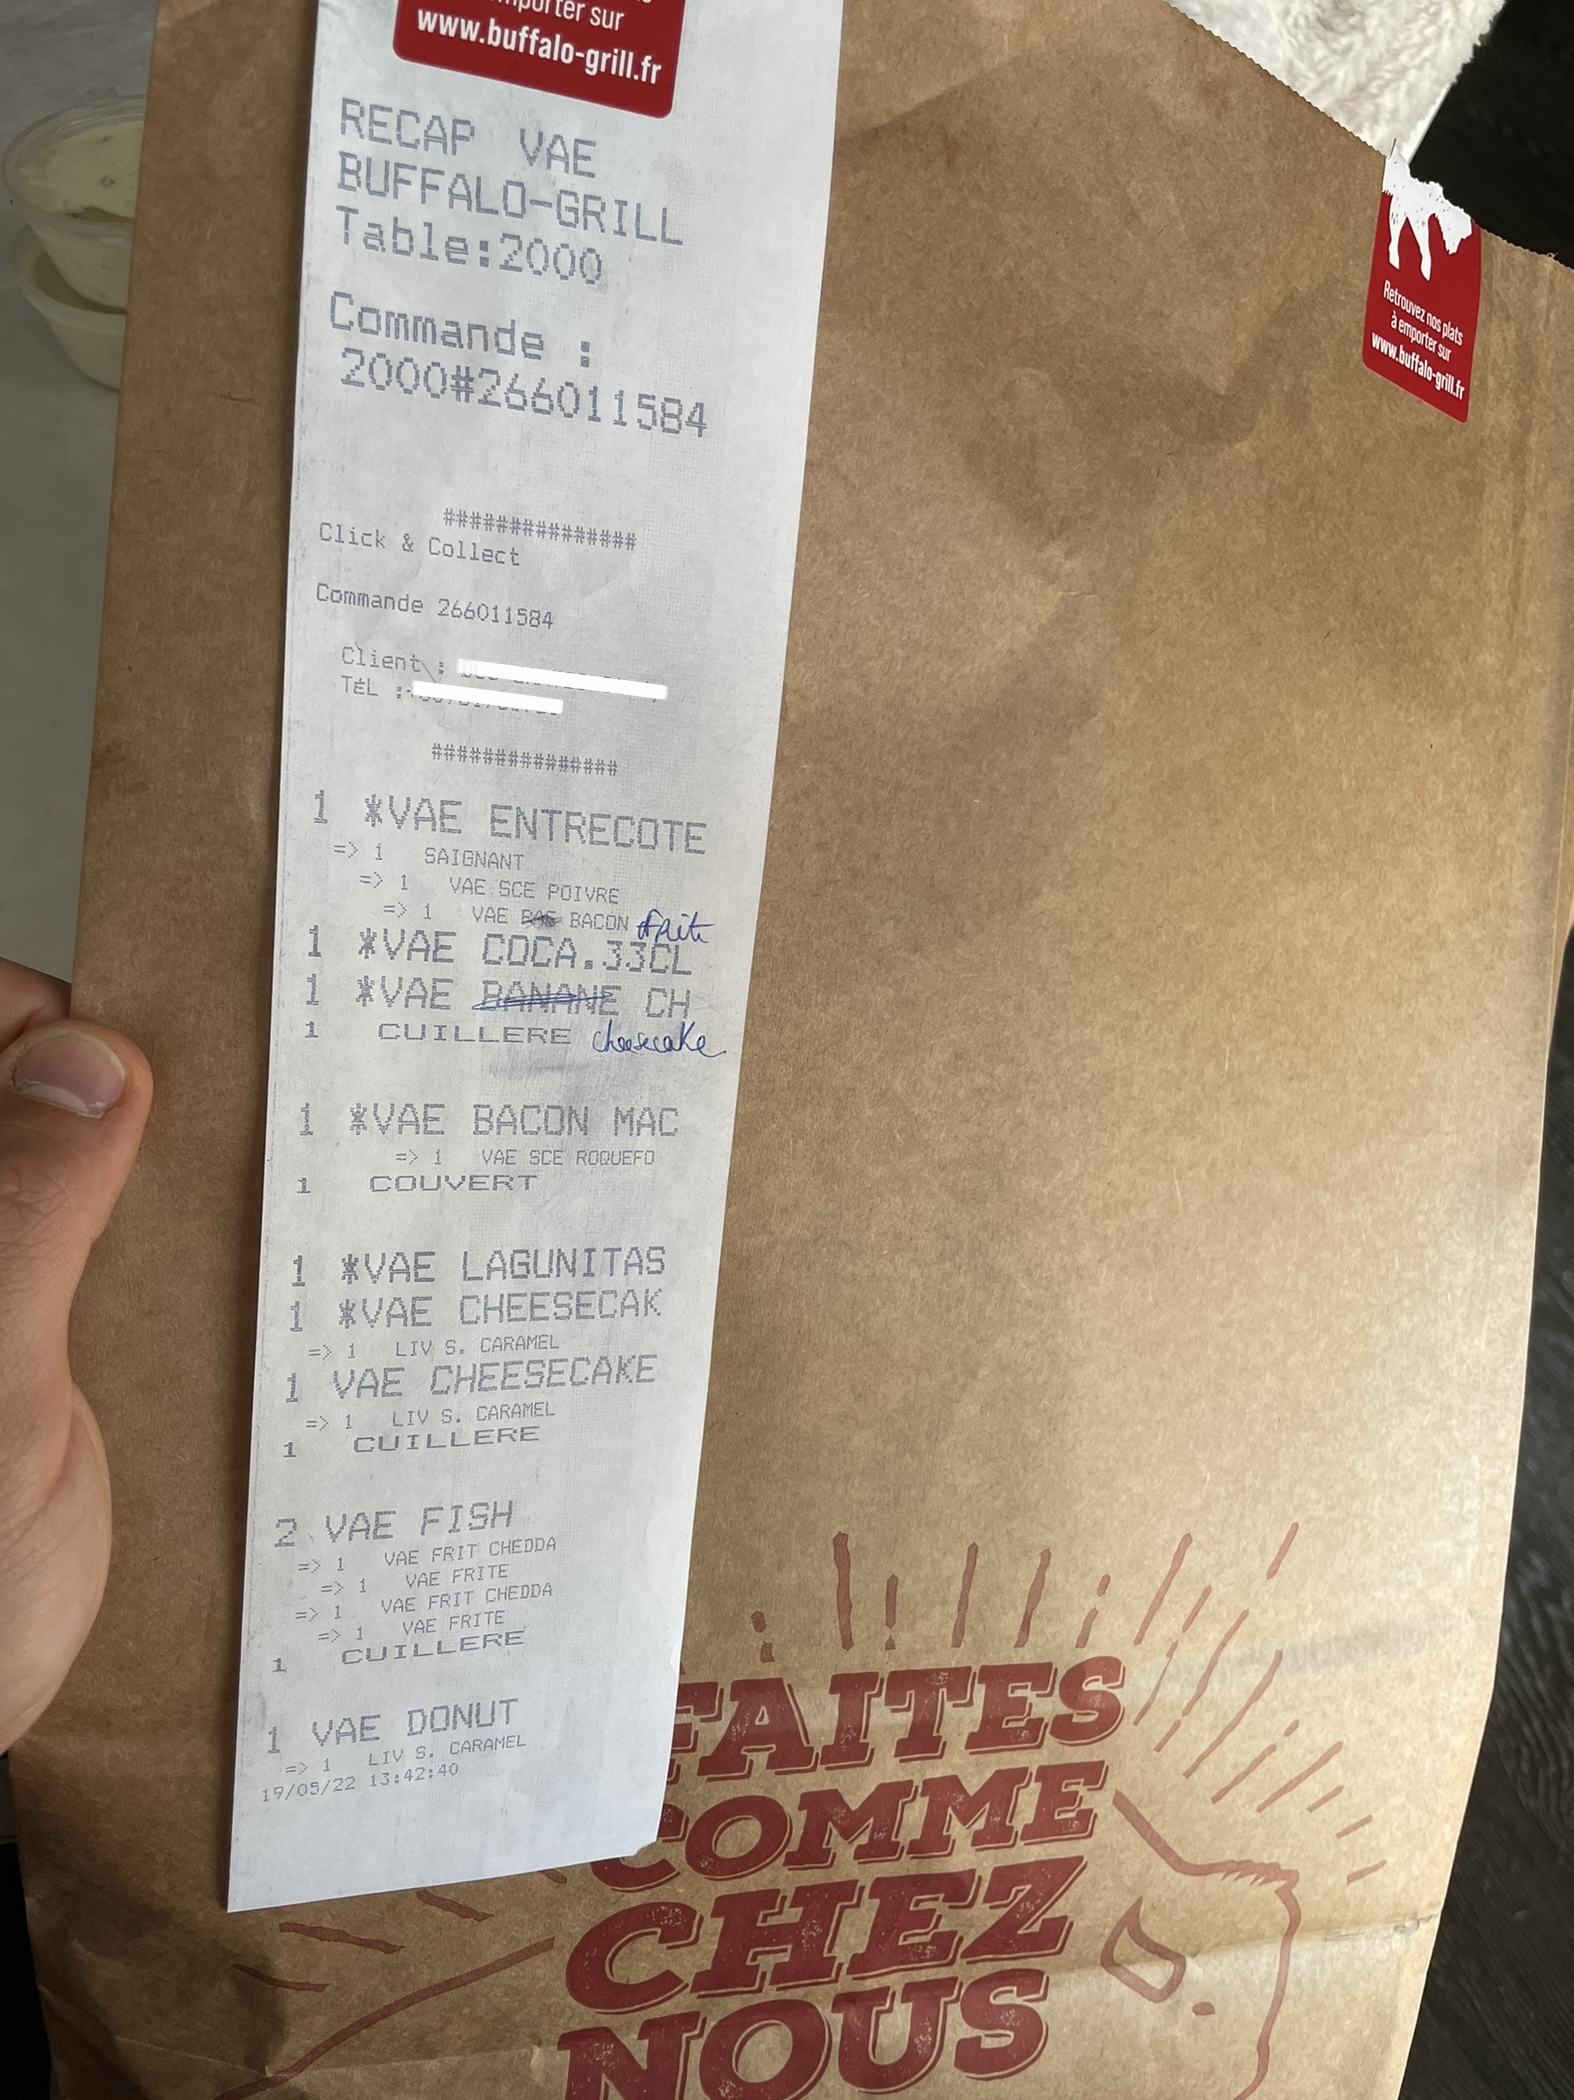 mporter sur
www.buffalo-grill.fr
RECAP VAE
BUFFALO-GRILL
Table:2000
Commande :
2000#266011584
###############
Click & Collect
Commande 266011584
Client :
TéL :
###############
1 *VAE ENTRECOTE
=> 1 SAIGNANT
=> 1 VAE SCE POIVRE
=> 1 VAE BACON frite
1 *VAE COCA.33CL
1 *VAE BANANE CH
1 CUILLERE cheesecake
1 *VAE BACON MAC
=> 1 VAE SCE ROQUEFO
1 COUVERT
1 *VAE LAGUNITAS
1 *VAE CHEESECAK
=> 1 LIV S. CARAMEL
1 VAE CHEESECAKE
=> 1 LIV S. CARAMEL
1 CUILLERE
2 VAE FISH
=> 1 VAE FRIT CHEDDA
=> 1 VAE FRITE
=> 1 VAE FRIT CHEDDA
=> 1 VAE FRITE
1 CUILLERE
1 VAE DONUT
=> 1 LIV S. CARAMEL
19/05/22 13:42:40
Retrouvez nos plats
à emporter sur
www.buffalo-grill.fr
FAITES
COMME
CHEZ
NOUS